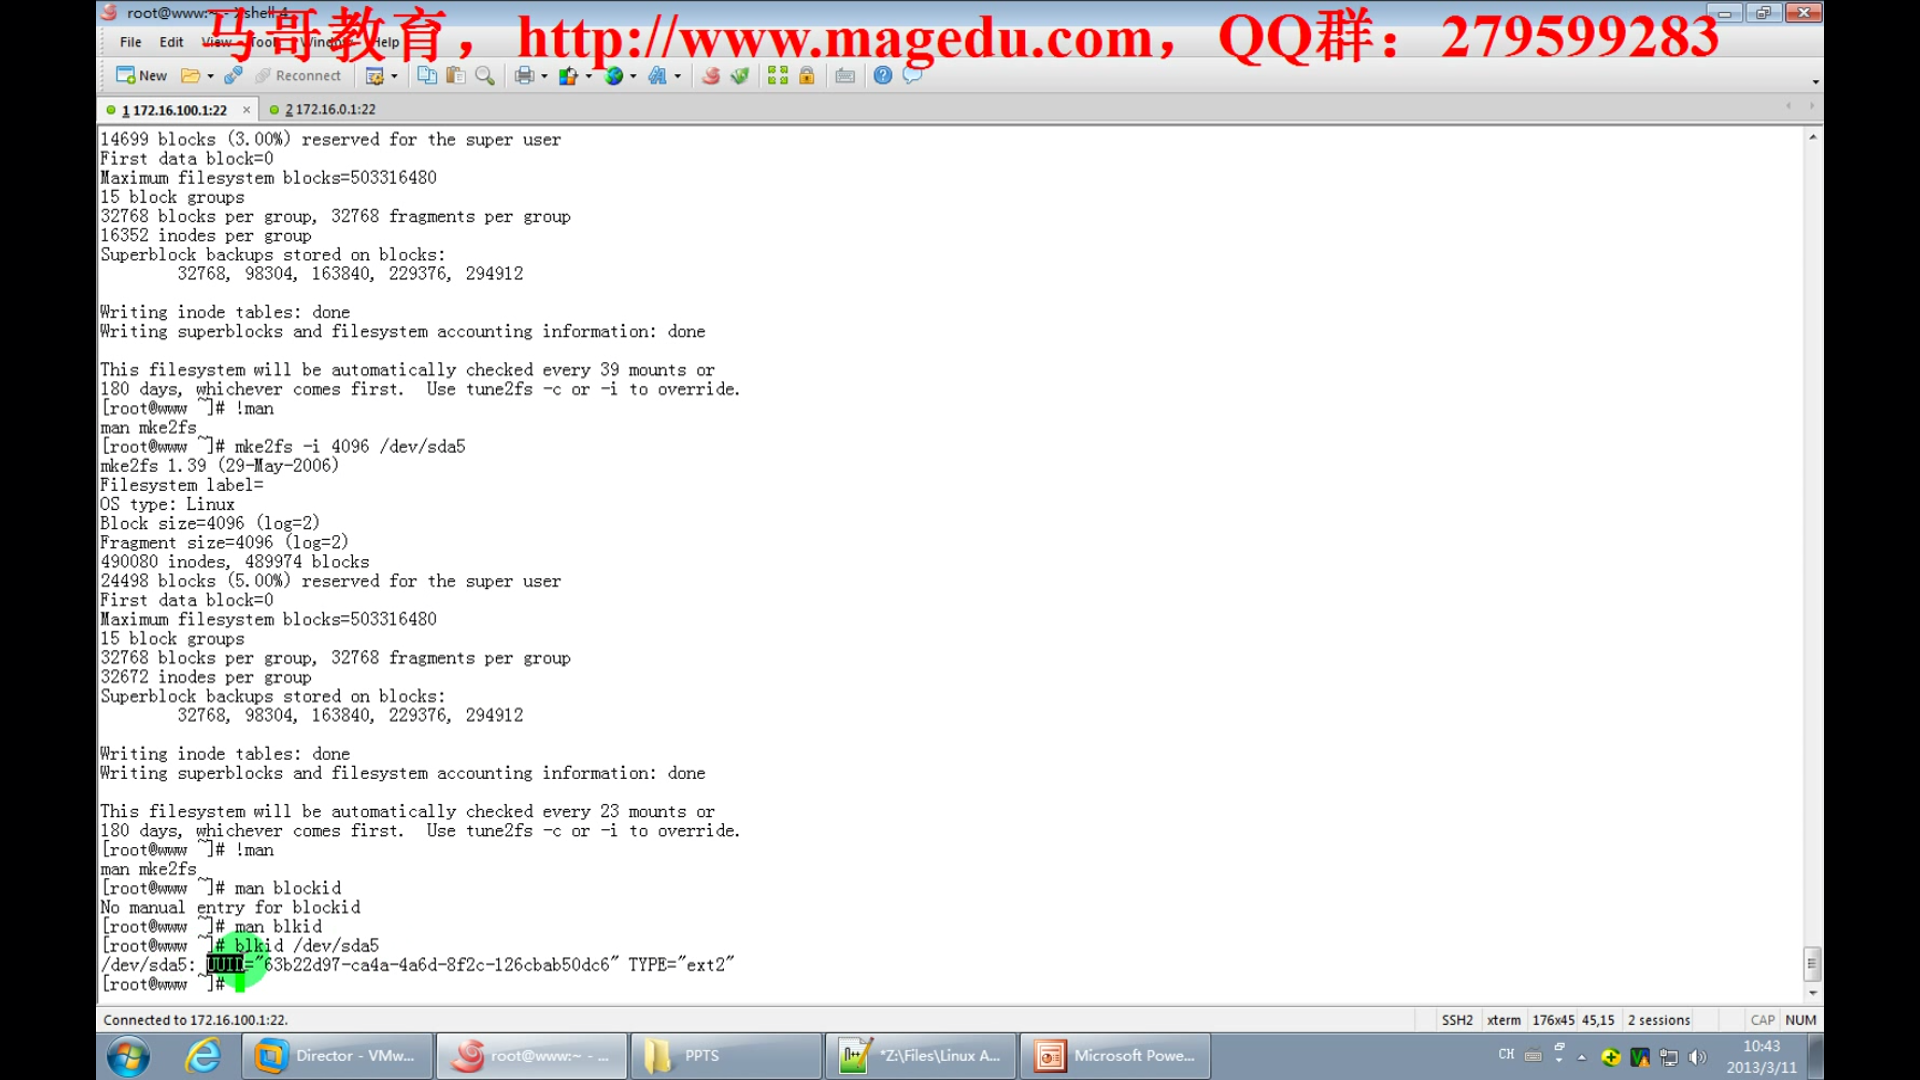 root@www:~ - Xshell 4
马哥教育，http://www.magedu.com，QQ群：279599283
File Edit View Tools Window Help
New Reconnect
1 172.16.100.1:22 2 172.16.0.1:22
14699 blocks (3.00%) reserved for the super user
First data block=0
Maximum filesystem blocks=503316480
15 block groups
32768 blocks per group, 32768 fragments per group
16352 inodes per group
Superblock backups stored on blocks:
32768, 98304, 163840, 229376, 294912
Writing inode tables: done
Writing superblocks and filesystem accounting information: done
This filesystem will be automatically checked every 39 mounts or
180 days, whichever comes first.  Use tune2fs -c or -i to override.
[root@www ~]# !man
man mke2fs
[root@www ~]# mke2fs -i 4096 /dev/sda5
mke2fs 1.39 (29-May-2006)
Filesystem label=
OS type: Linux
Block size=4096 (log=2)
Fragment size=4096 (log=2)
490080 inodes, 489974 blocks
24498 blocks (5.00%) reserved for the super user
First data block=0
Maximum filesystem blocks=503316480
15 block groups
32768 blocks per group, 32768 fragments per group
32672 inodes per group
Superblock backups stored on blocks:
32768, 98304, 163840, 229376, 294912
Writing inode tables: done
Writing superblocks and filesystem accounting information: done
This filesystem will be automatically checked every 23 mounts or
180 days, whichever comes first.  Use tune2fs -c or -i to override.
[root@www ~]# !man
man mke2fs
[root@www ~]# man blockid
No manual entry for blockid
[root@www ~]# man blkid
[root@www ~]# blkid /dev/sda5
/dev/sda5: UUID="63b22d97-ca4a-4a6d-8f2c-126cbab50dc6" TYPE="ext2"
[root@www ~]#
Connected to 172.16.100.1:22. SSH2 xterm 176x45 45,15 2 sessions CAP NUM
Director - VMw... root@www:~ - ... PPTS *Z:\Files\Linux A... Microsoft Powe... CH 10:43
2013/3/11